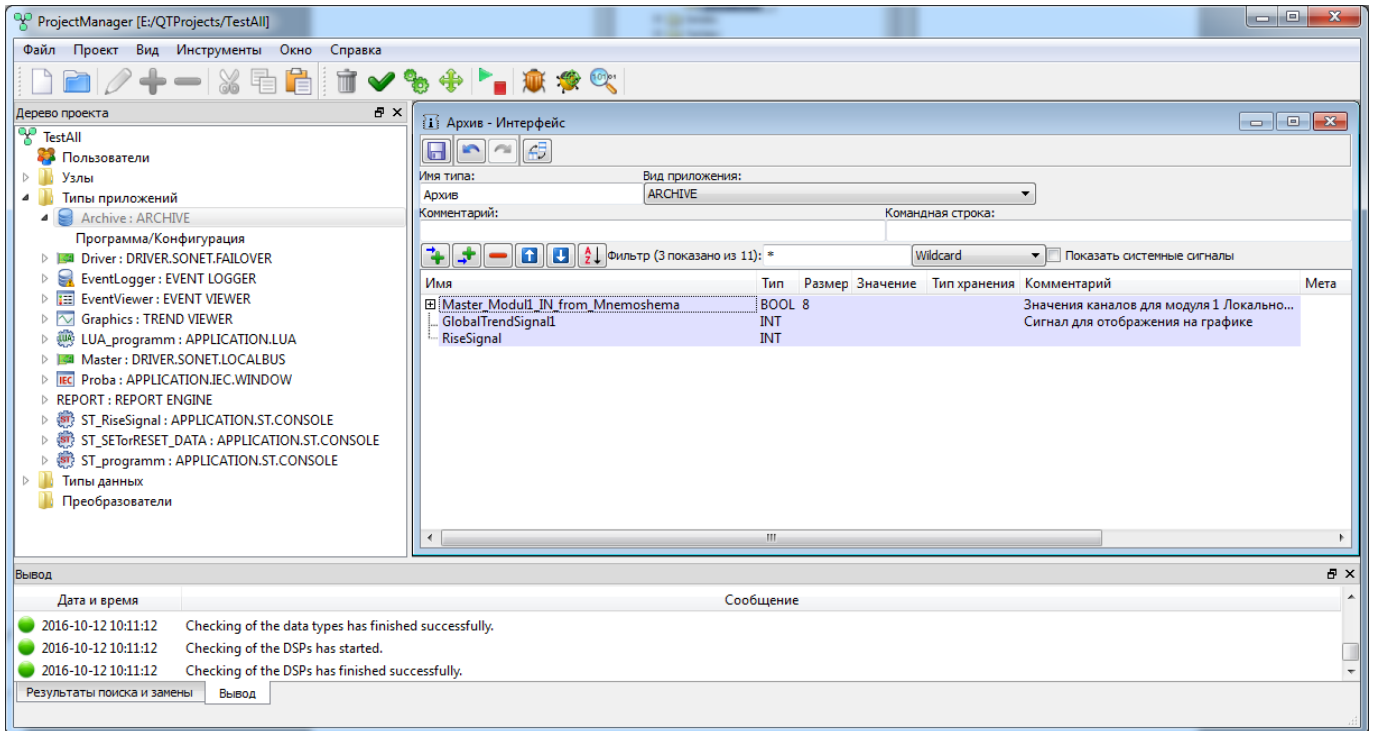 ProjectManager [E:/QTProjects/TestAll]
Файл Проект Вид Инструменты Окно Справка
Дерево проекта
TestAll
Пользователи
Узлы
Типы приложений
Archive : ARCHIVE
Программа/Конфигурация
Driver : DRIVER.SONET.FAILOVER
EventLogger : EVENT LOGGER
EventViewer : EVENT VIEWER
Graphics : TREND VIEWER
LUA_programm : APPLICATION.LUA
Master : DRIVER.SONET.LOCALBUS
Proba : APPLICATION.IEC.WINDOW
REPORT : REPORT ENGINE
ST_RiseSignal : APPLICATION.ST.CONSOLE
ST_SETorRESET_DATA : APPLICATION.ST.CONSOLE
ST_programm : APPLICATION.ST.CONSOLE
Типы данных
Преобразователи
Архив - Интерфейс
Имя типа: Вид приложения:
Архив ARCHIVE
Комментарий: Командная строка:
Фильтр (3 показано из 11): * Wildcard Показать системные сигналы
Имя Тип Размер Значение Тип хранения Комментарий Мета
Master_Modul1_IN_from_Mnemoshema BOOL 8 Значения каналов для модуля 1 Локально...
GlobalTrendSignal1 INT Сигнал для отображения на графике
RiseSignal INT
Вывод
Дата и время Сообщение
2016-10-12 10:11:12 Checking of the data types has finished successfully.
2016-10-12 10:11:12 Checking of the DSPs has started.
2016-10-12 10:11:12 Checking of the DSPs has finished successfully.
Результаты поиска и замены Вывод